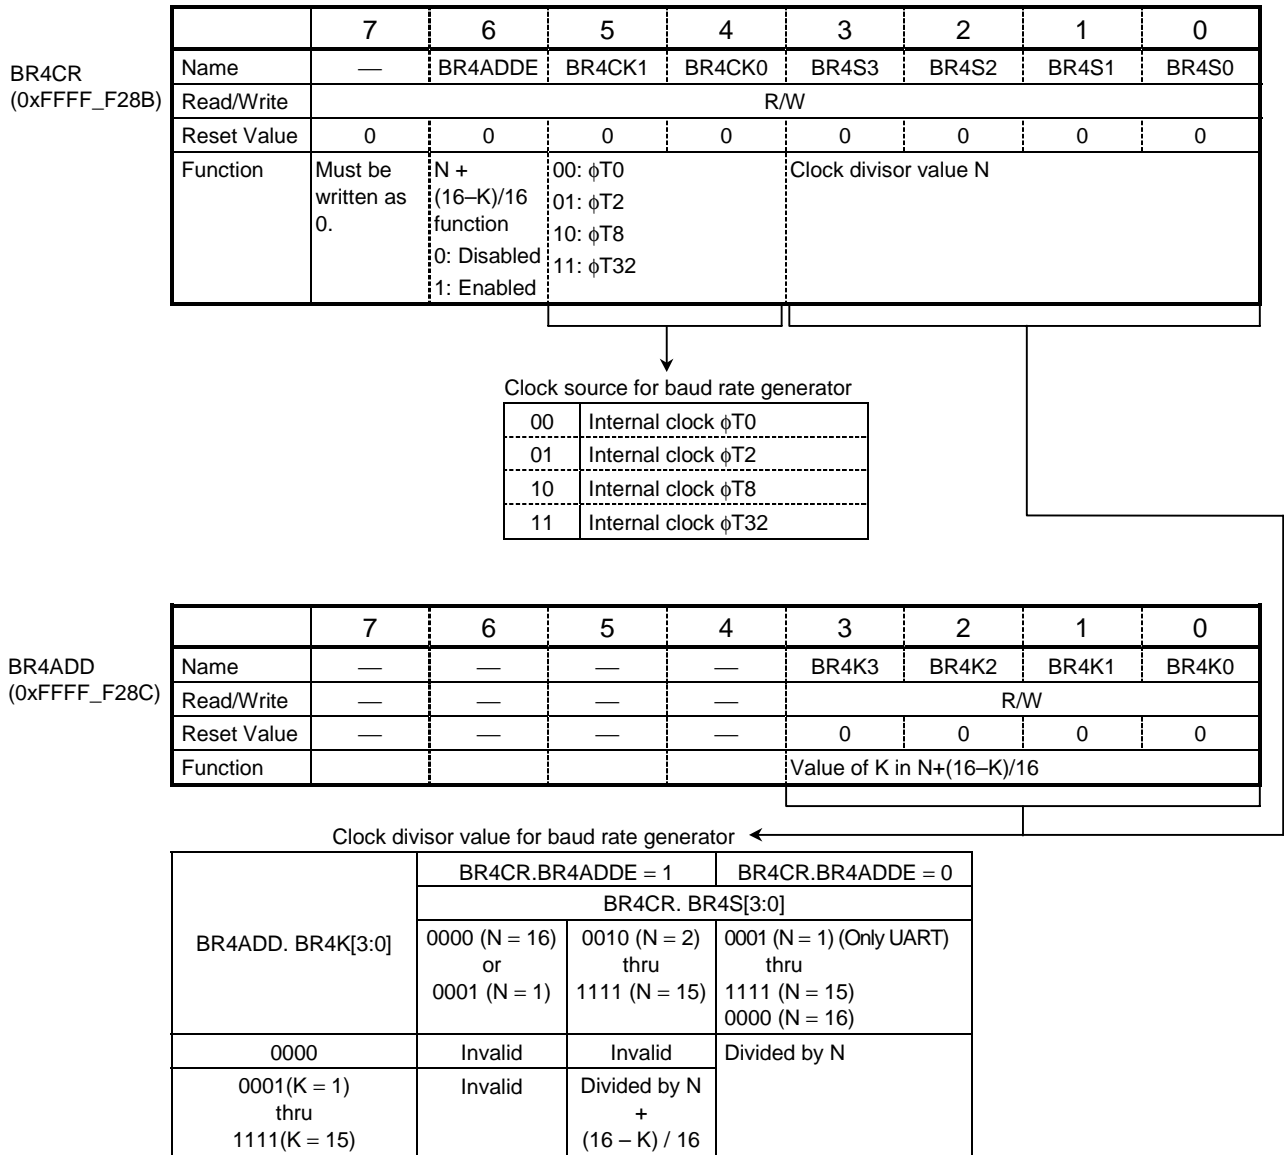 7 6 5 4 3 2 1 0
BR4CR
(0xFFFF_F28B)
Name — BR4ADDE BR4CK1 BR4CK0 BR4S3 BR4S2 BR4S1 BR4S0
Read/Write R/W
Reset Value 0 0 0 0 0 0 0 0
Function Must be written as 0. N + (16–K)/16 function 0: Disabled 1: Enabled 00: φT0 01: φT2 10: φT8 11: φT32 Clock divisor value N
Clock source for baud rate generator
00 Internal clock φT0
01 Internal clock φT2
10 Internal clock φT8
11 Internal clock φT32
7 6 5 4 3 2 1 0
BR4ADD
(0xFFFF_F28C)
Name — — — — BR4K3 BR4K2 BR4K1 BR4K0
Read/Write — — — — R/W
Reset Value — — — — 0 0 0 0
Function Value of K in N+(16–K)/16
Clock divisor value for baud rate generator
BR4ADD. BR4K[3:0]
BR4CR.BR4ADDE = 1 BR4CR.BR4ADDE = 0
BR4CR. BR4S[3:0]
0000 (N = 16) or 0001 (N = 1)
0010 (N = 2) thru 1111 (N = 15)
0001 (N = 1) (Only UART) thru 1111 (N = 15) 0000 (N = 16)
0000 Invalid Invalid Divided by N
0001(K = 1) thru 1111(K = 15) Invalid Divided by N + (16 – K) / 16